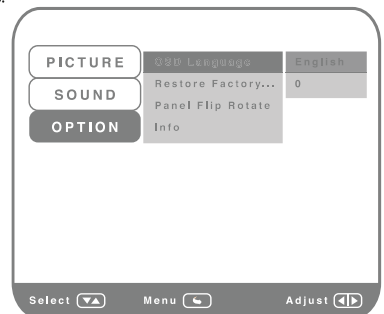 PICTURE
SOUND
OPTION
OSD Language English
Restore Factory... 0
Panel Flip Rotate
Info
Select Menu Adjust